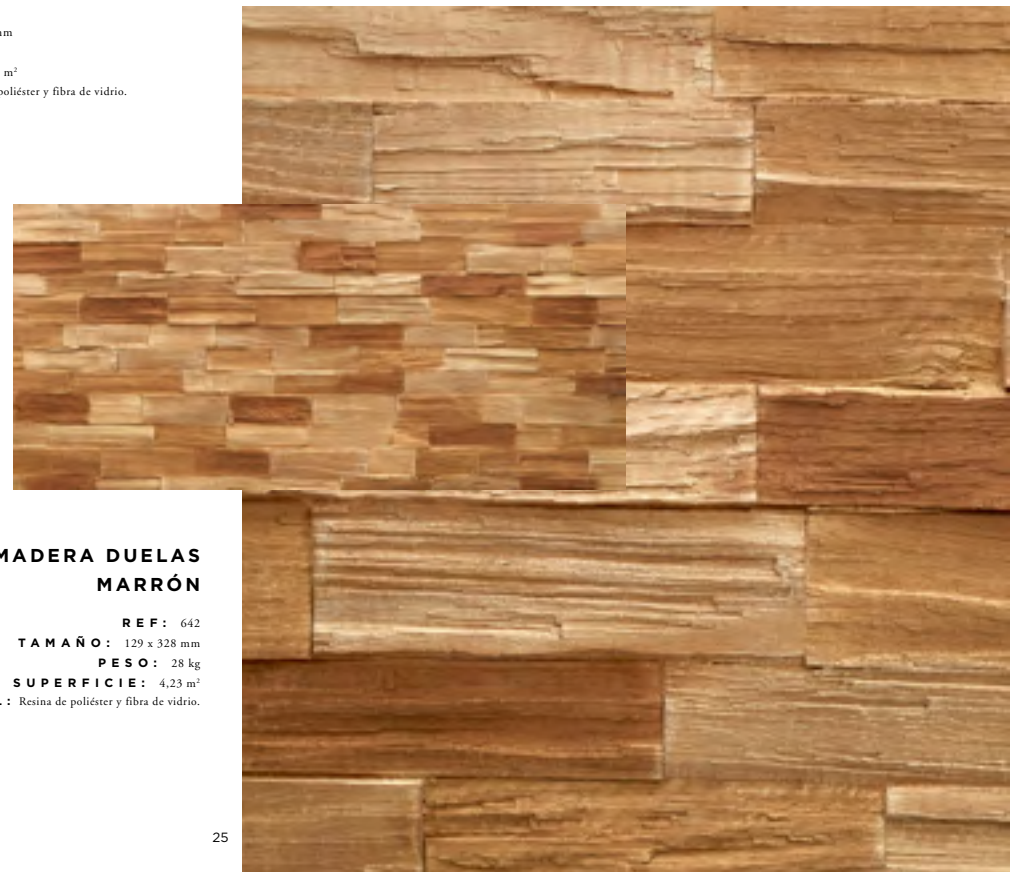 m²
poliéster y fibra de vidrio.
MADERA DUELAS
MARRÓN
REF: 642
TAMAÑO: 129 x 328 mm
PESO: 28 kg
SUPERFICIE: 4,23 m²
.: Resina de poliéster y fibra de vidrio.
25